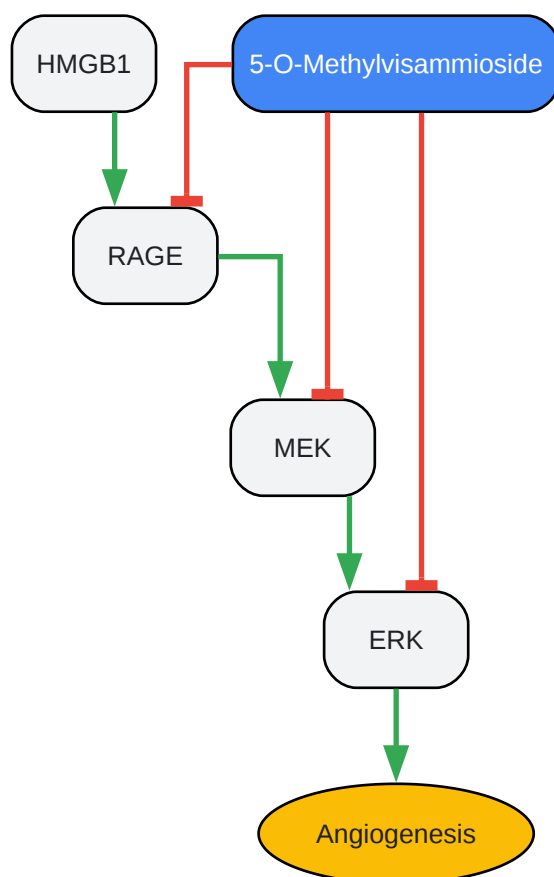 HMGB1
5-O-Methylvisammioside
RAGE
MEK
ERK
Angiogenesis